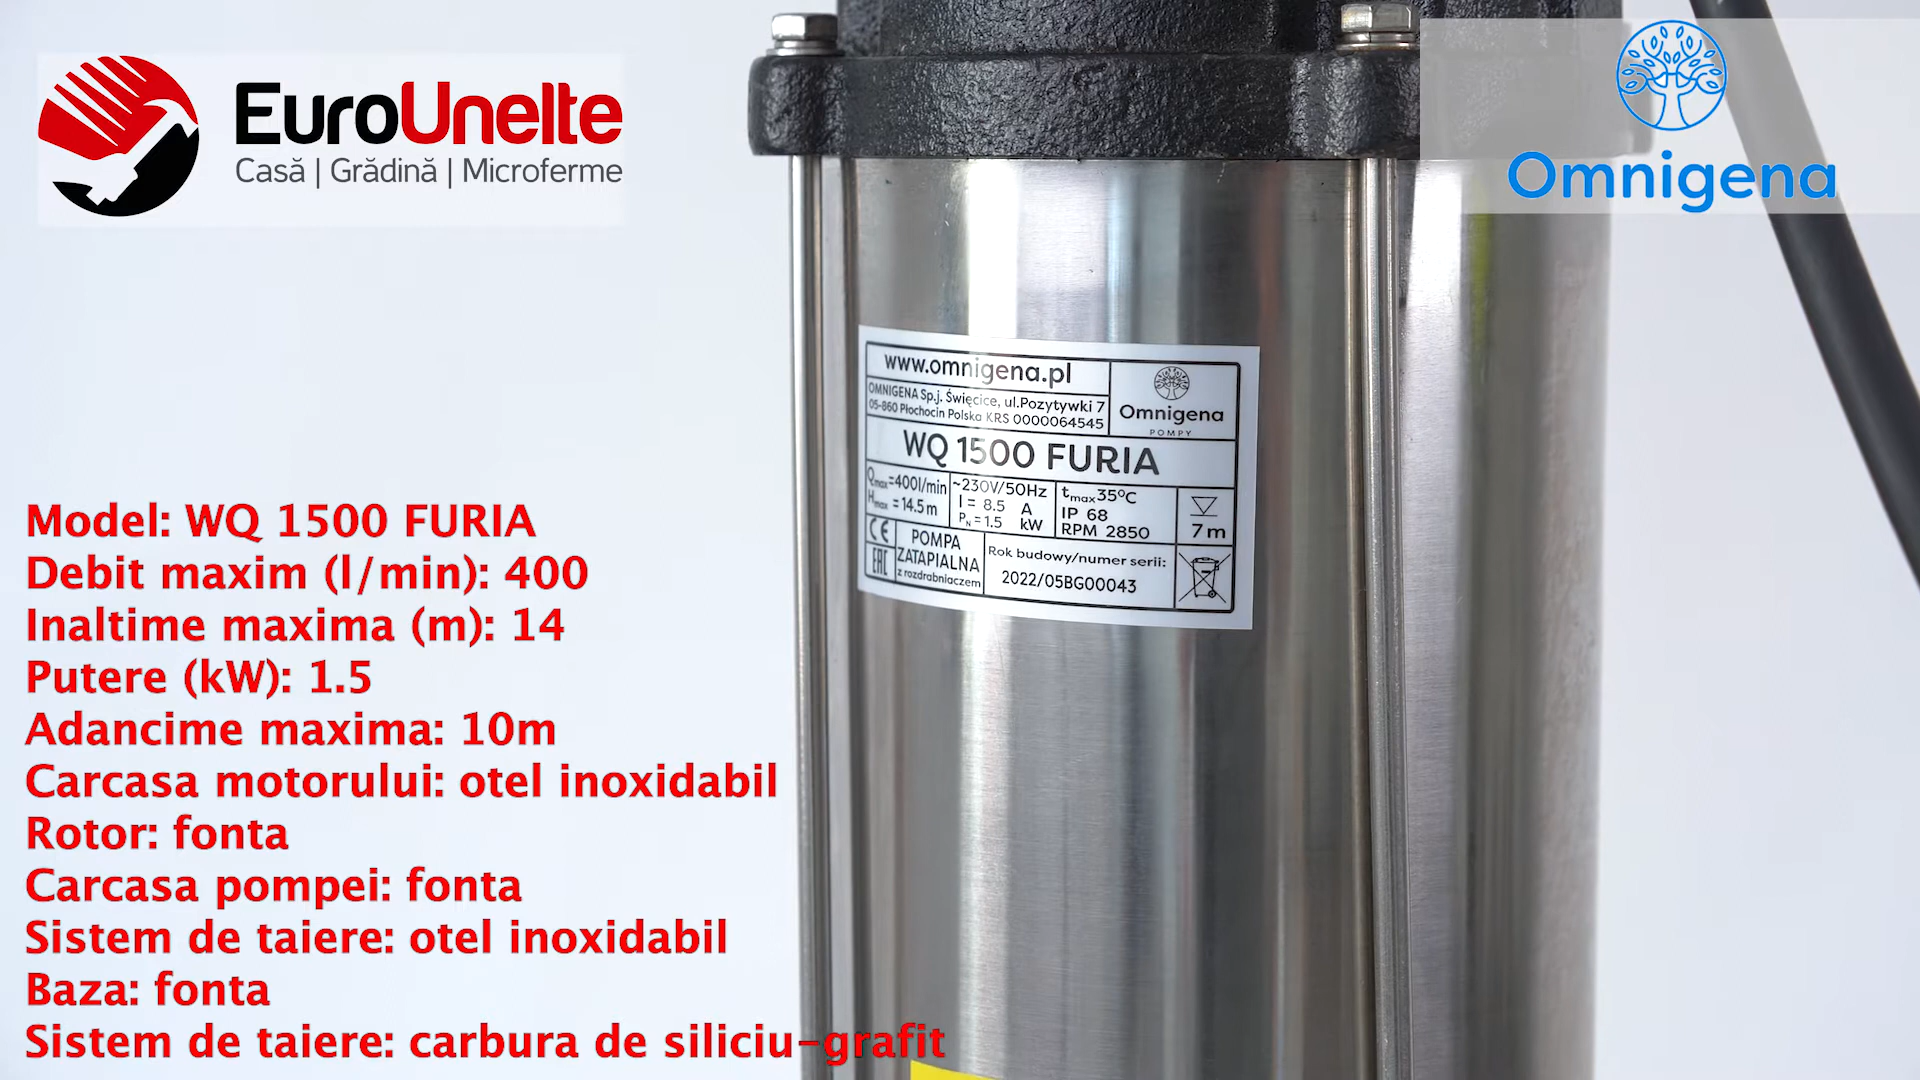 EuroUnelte
Casă | Grădină | Microferme
Omnigena
www.omnigena.pl
OMNIGENA Sp.j. Święcice, ul.Pozytywki 7
05-860 Płochocin Polska KRS 0000064545
Omnigena
POMPY
WQ 1500 FURIA
Qmax=400l/min
Hmax = 14.5m
~230V/50Hz
I = 8.5 A
PN = 1.5 kW
tmax35°C
IP 68
RPM 2850
7m
CE
EAC
POMPA
ZATAPIALNA
z rozdrabniaczem
Rok budowy/numer serii:
2022/05BG00043
Model: WQ 1500 FURIA
Debit maxim (l/min): 400
Inaltime maxima (m): 14
Putere (kW): 1.5
Adancime maxima: 10m
Carcasa motorului: otel inoxidabil
Rotor: fonta
Carcasa pompei: fonta
Sistem de taiere: otel inoxidabil
Baza: fonta
Sistem de taiere: carbura de siliciu-grafit